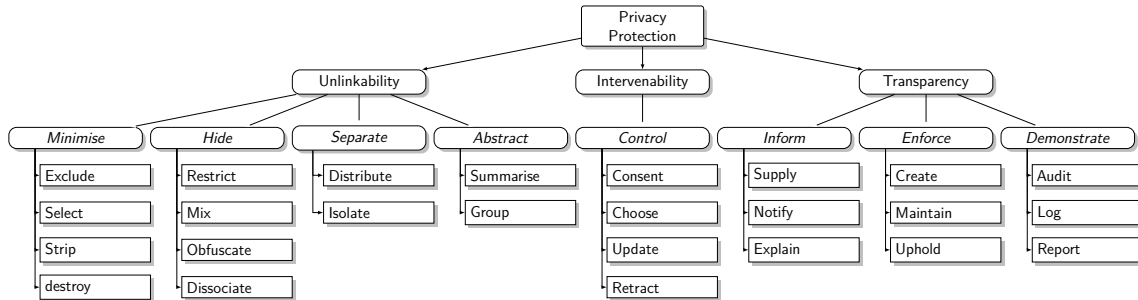 Privacy
Protection
Unlinkability
Intervenability
Transparency
Minimise
Hide
Separate
Abstract
Control
Inform
Enforce
Demonstrate
Exclude
Select
Strip
destroy
Restrict
Mix
Obfuscate
Dissociate
Distribute
Isolate
Summarise
Group
Consent
Choose
Update
Retract
Supply
Notify
Explain
Create
Maintain
Uphold
Audit
Log
Report